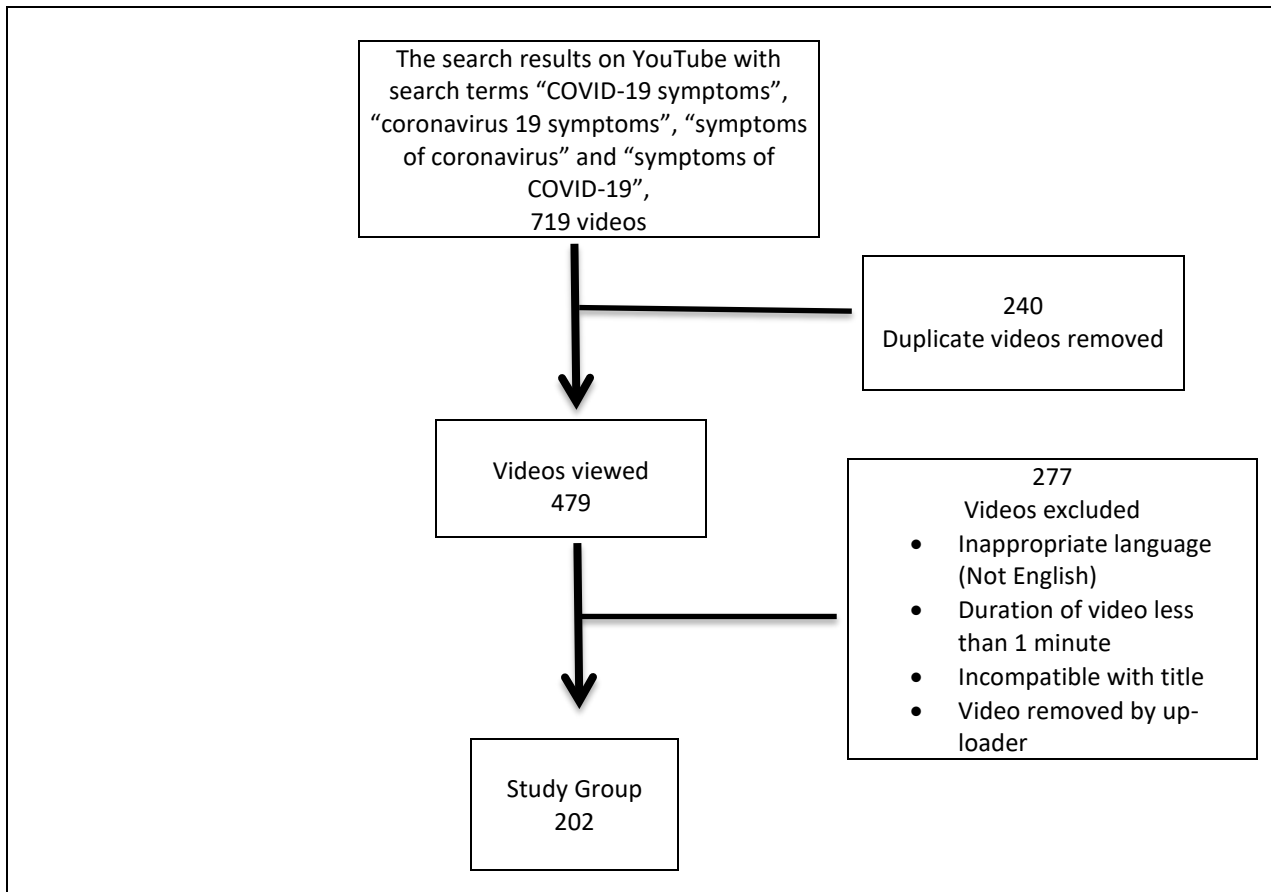 The search results on YouTube with
search terms “COVID-19 symptoms”,
“coronavirus 19 symptoms”, “symptoms
of coronavirus” and “symptoms of
COVID-19”,
719 videos
240
Duplicate videos removed
Videos viewed
479
277
Videos excluded
• Inappropriate language
(Not English)
• Duration of video less
than 1 minute
• Incompatible with title
• Video removed by up-
loader
Study Group
202